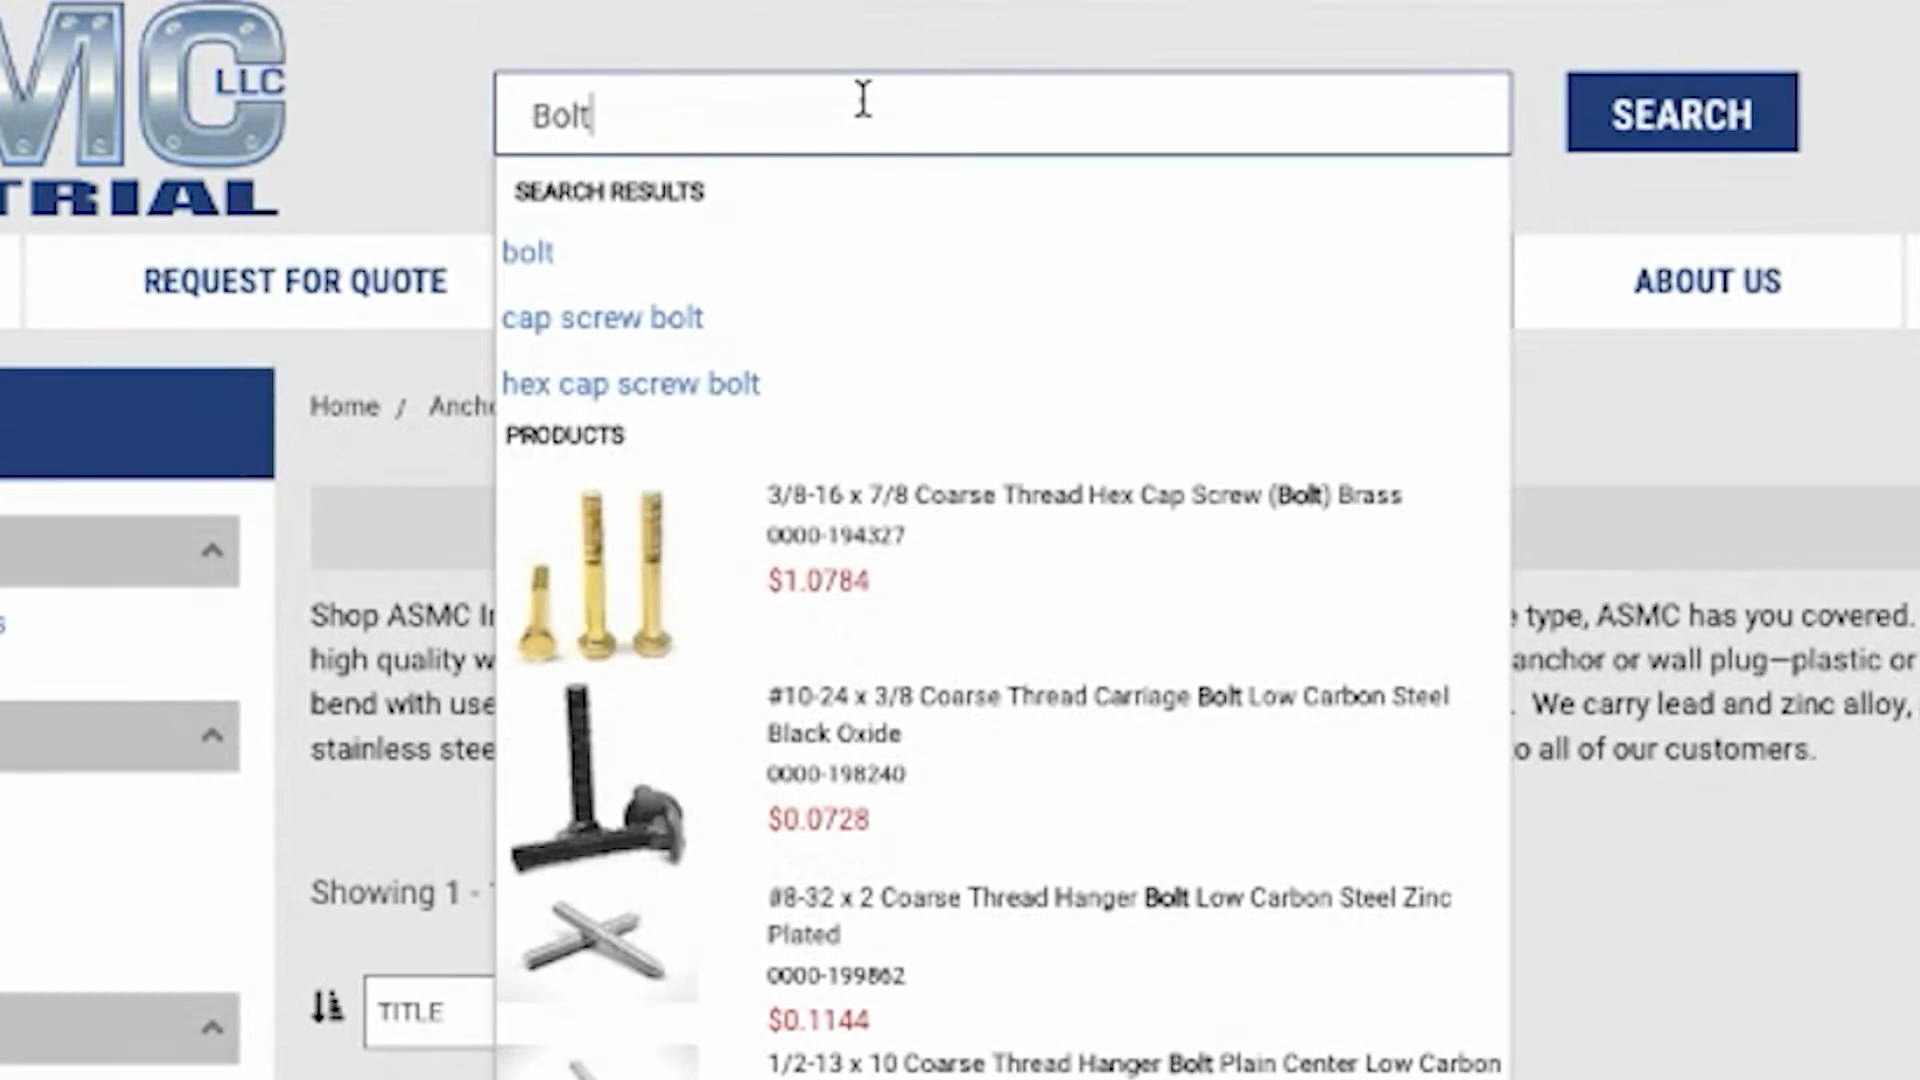 MC
LLC
TRIAL
Bolt
SEARCH
SEARCH RESULTS
bolt
cap screw bolt
hex cap screw bolt
REQUEST FOR QUOTE
ABOUT US
Home / Ancho
PRODUCTS
3/8-16 x 7/8 Coarse Thread Hex Cap Screw (Bolt) Brass
0000-194327
$1.0784
#10-24 x 3/8 Coarse Thread Carriage Bolt Low Carbon Steel
Black Oxide
0000-198240
$0.0728
#8-32 x 2 Coarse Thread Hanger Bolt Low Carbon Steel Zinc
Plated
0000-199862
$0.1144
1/2-13 x 10 Coarse Thread Hanger Bolt Plain Center Low Carbon
s
Shop ASMC I
high quality w
bend with use
stainless stee
type, ASMC has you covered.
anchor or wall plug—plastic or
. We carry lead and zinc alloy,
o all of our customers.
Showing 1 -
TITLE